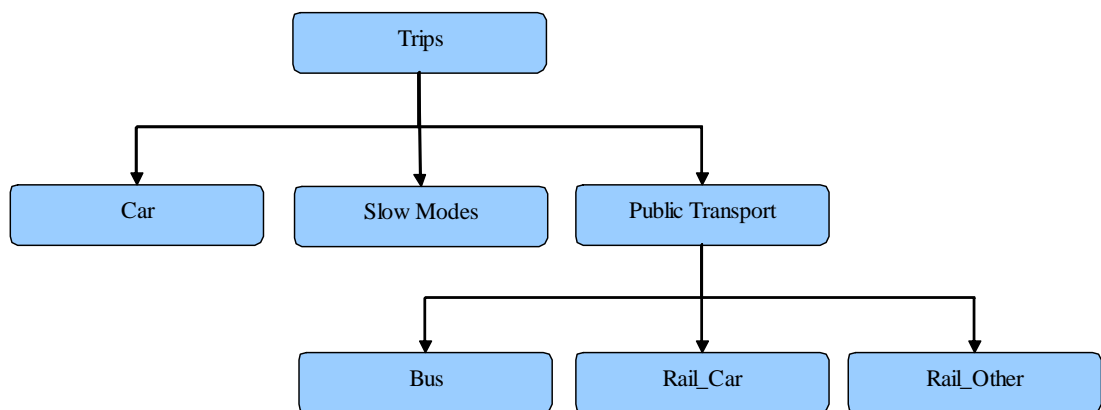 Trips
Car
Slow Modes
Public Transport
Bus
Rail_Car
Rail_Other